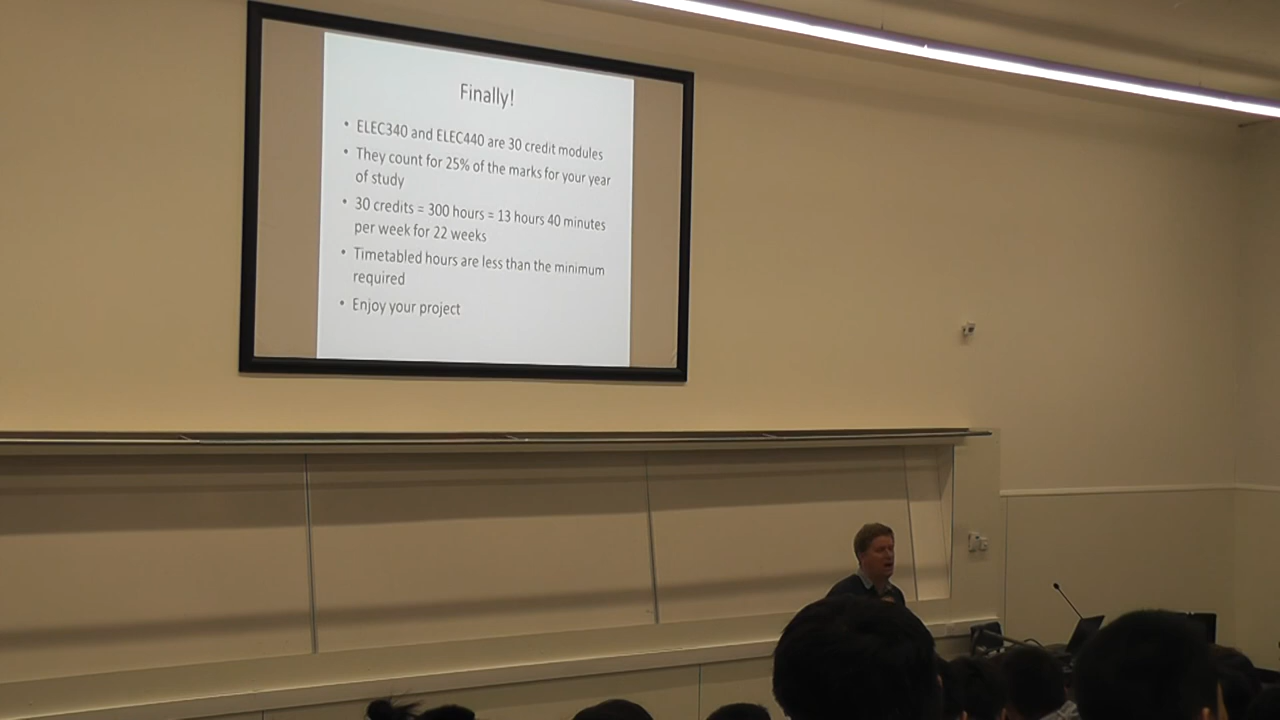 Finally!
• ELEC340 and ELEC440 are 30 credit modules
• They count for 25% of the marks for your year
of study
• 30 credits = 300 hours = 13 hours 40 minutes
per week for 22 weeks
• Timetabled hours are less than the minimum
required
• Enjoy your project